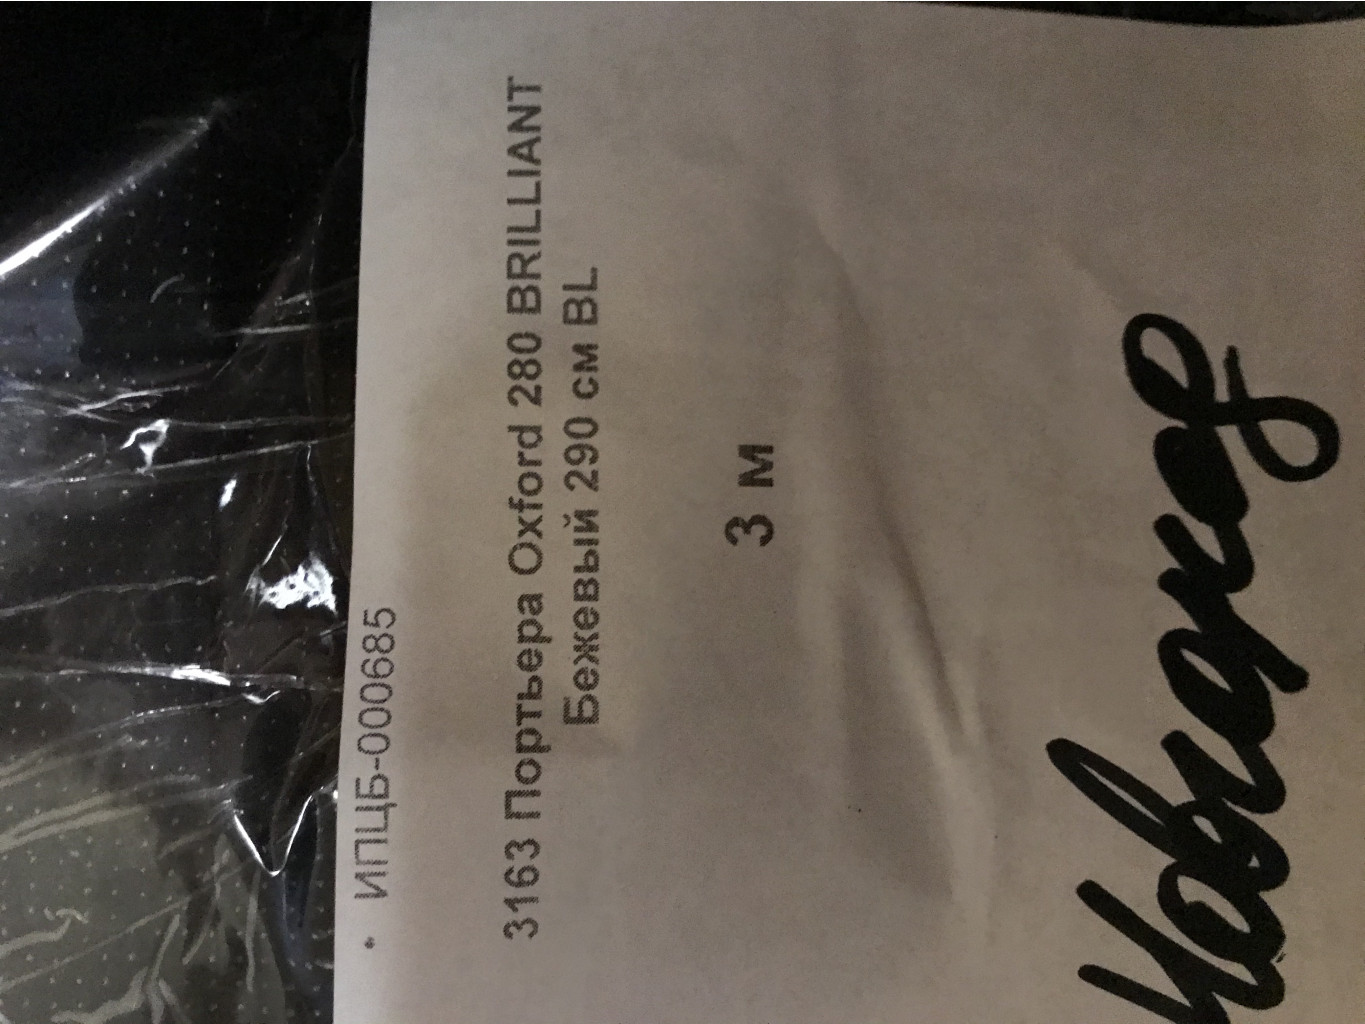 ИПЦБ-000685
3163 Портьера Oxford 280 BRILLIANT
Бежевый 290 см BL
3 м